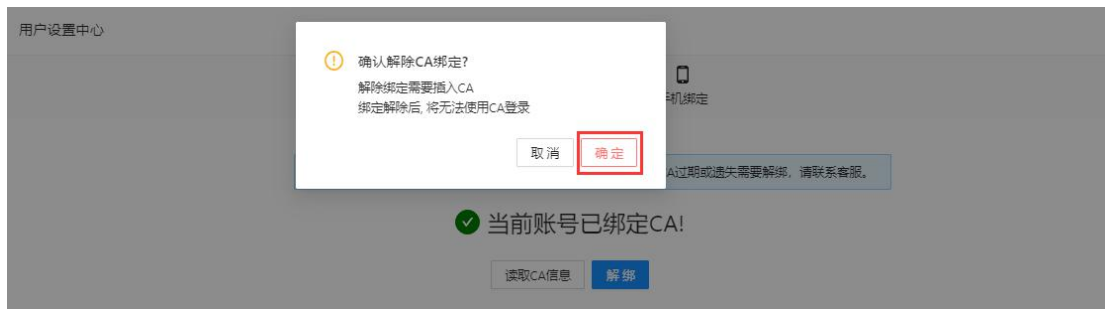 用户设置中心
确认解除CA绑定?
解除绑定需要插入CA
绑定解除后, 将无法使用CA登录
机绑定
取消
确定
A过期或遗失需要解绑，请联系客服。
当前账号已绑定CA!
读取CA信息
解绑